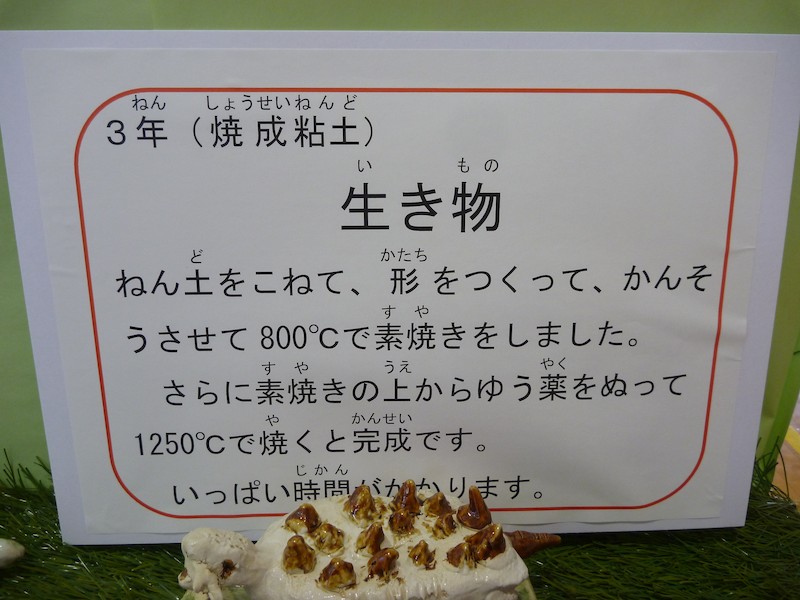 ねん しょうせいねんど
3年（焼成粘土）
い もの
生き物
ど かたち
ねん土をこねて、形をつくって、かんそ
す や
うさせて800℃で素焼きをしました。
す や うえ やく
さらに素焼きの上からゆう薬をぬって
や かんせい
1250℃で焼くと完成です。
じかん
いっぱい時間がかかります。